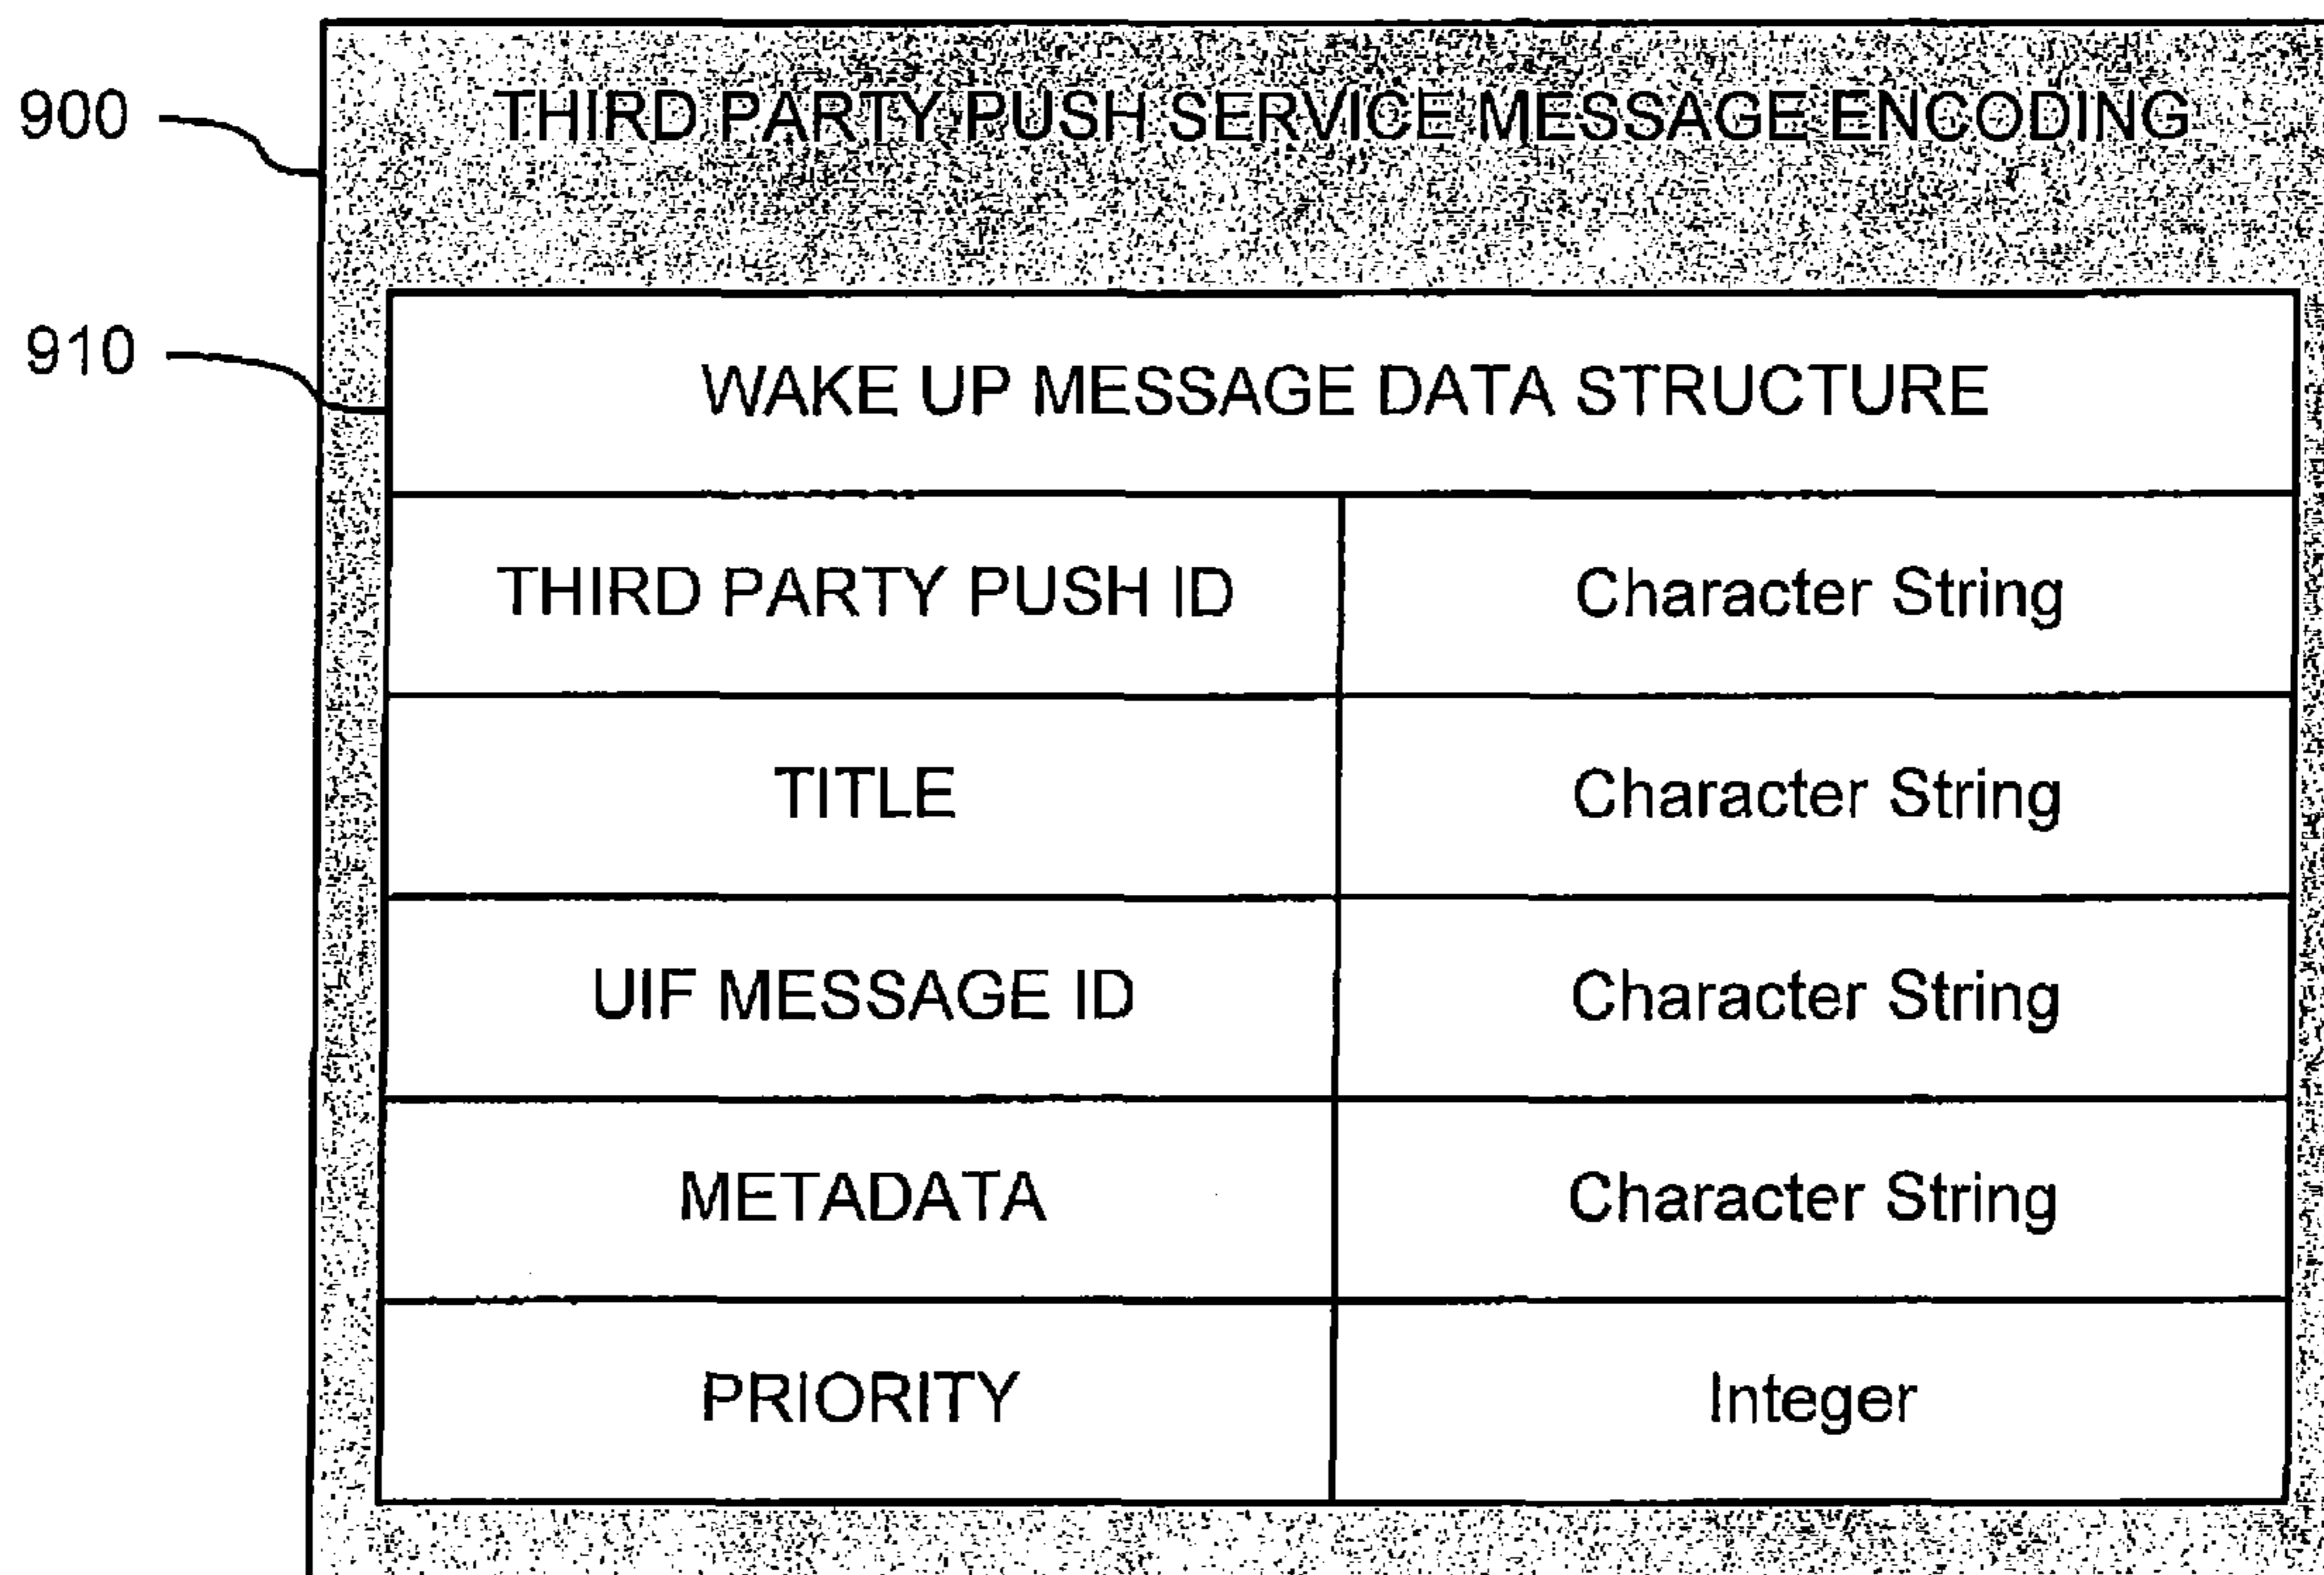 900
THIRD PARTY PUSH SERVICE MESSAGE ENCODING
910
WAKE UP MESSAGE DATA STRUCTURE
THIRD PARTY PUSH ID Character String
TITLE Character String
UIF MESSAGE ID Character String
METADATA Character String
PRIORITY Integer